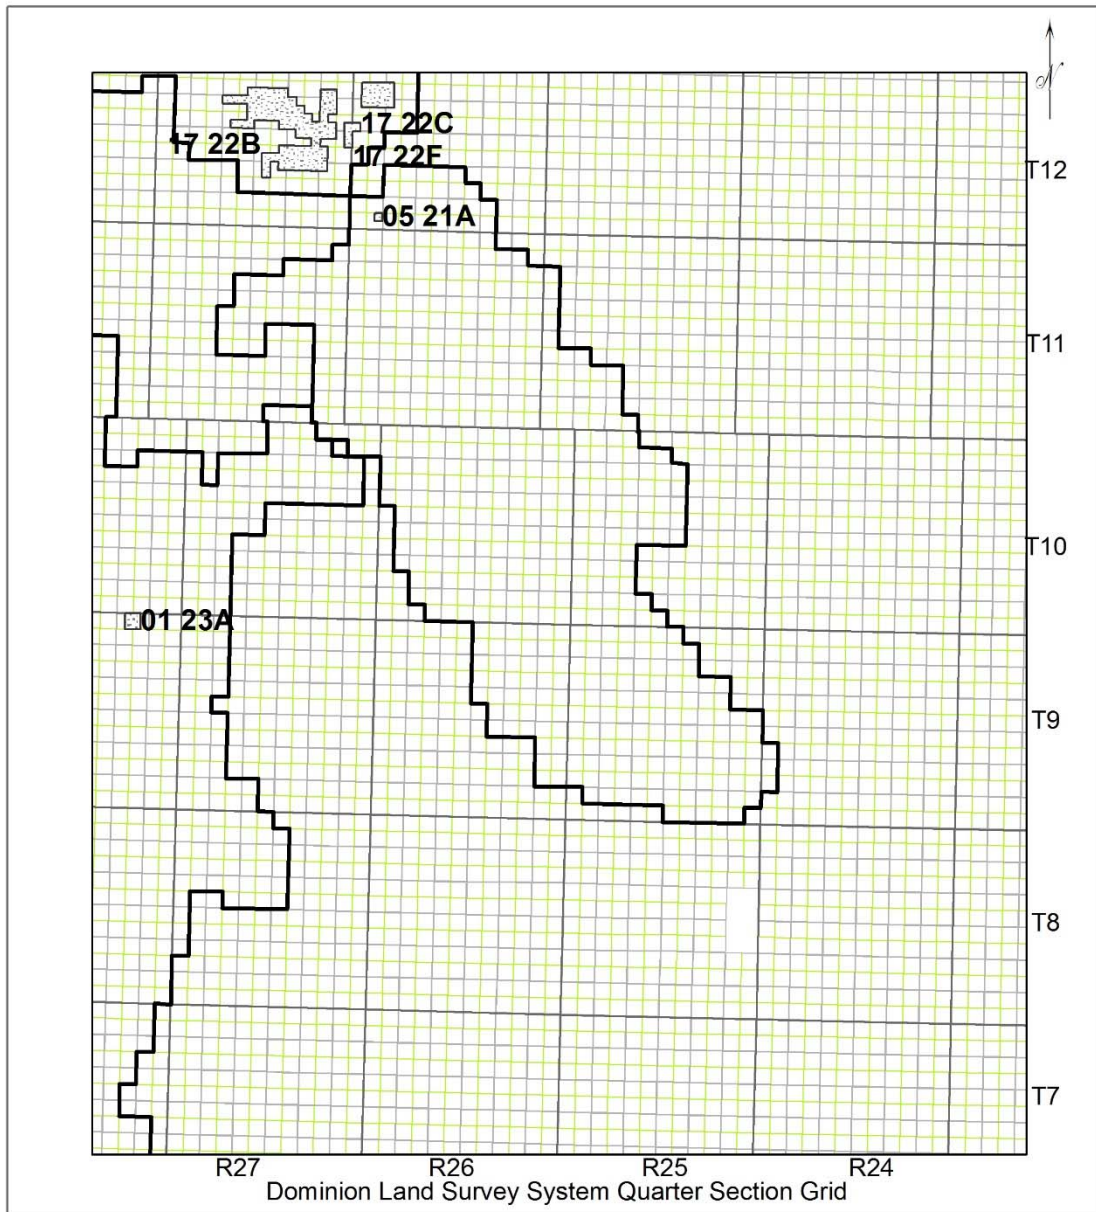 N
17 22C
17 22B
17 22F
T12
05 21A
T11
T10
01 23A
T9
T8
T7
R27 R26 R25 R24
Dominion Land Survey System Quarter Section Grid